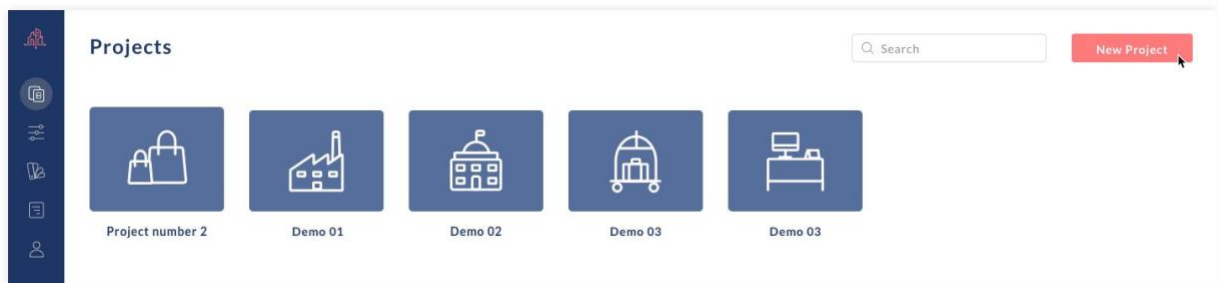 Projects
Search
New Project
Project number 2
Demo 01
Demo 02
Demo 03
Demo 03